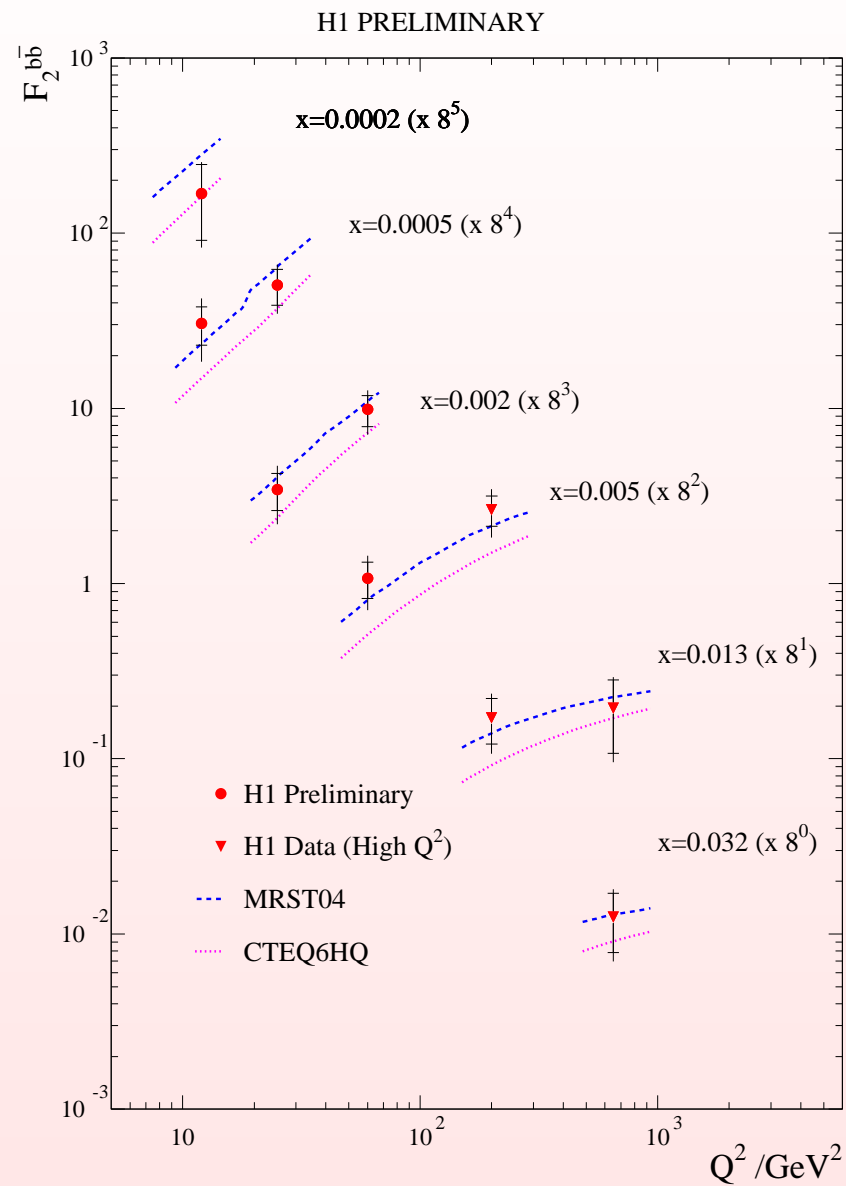 H1 PRELIMINARY
F₂ᵇᵇ̅
10³
x=0.0002 (x 8⁵)
x=0.0005 (x 8⁴)
10²
x=0.002 (x 8³)
10
x=0.005 (x 8²)
1
x=0.013 (x 8¹)
10⁻¹
H1 Preliminary
H1 Data (High Q²)
x=0.032 (x 8⁰)
MRST04
10⁻²
CTEQ6HQ
10⁻³
10 10² 10³
Q² /GeV²